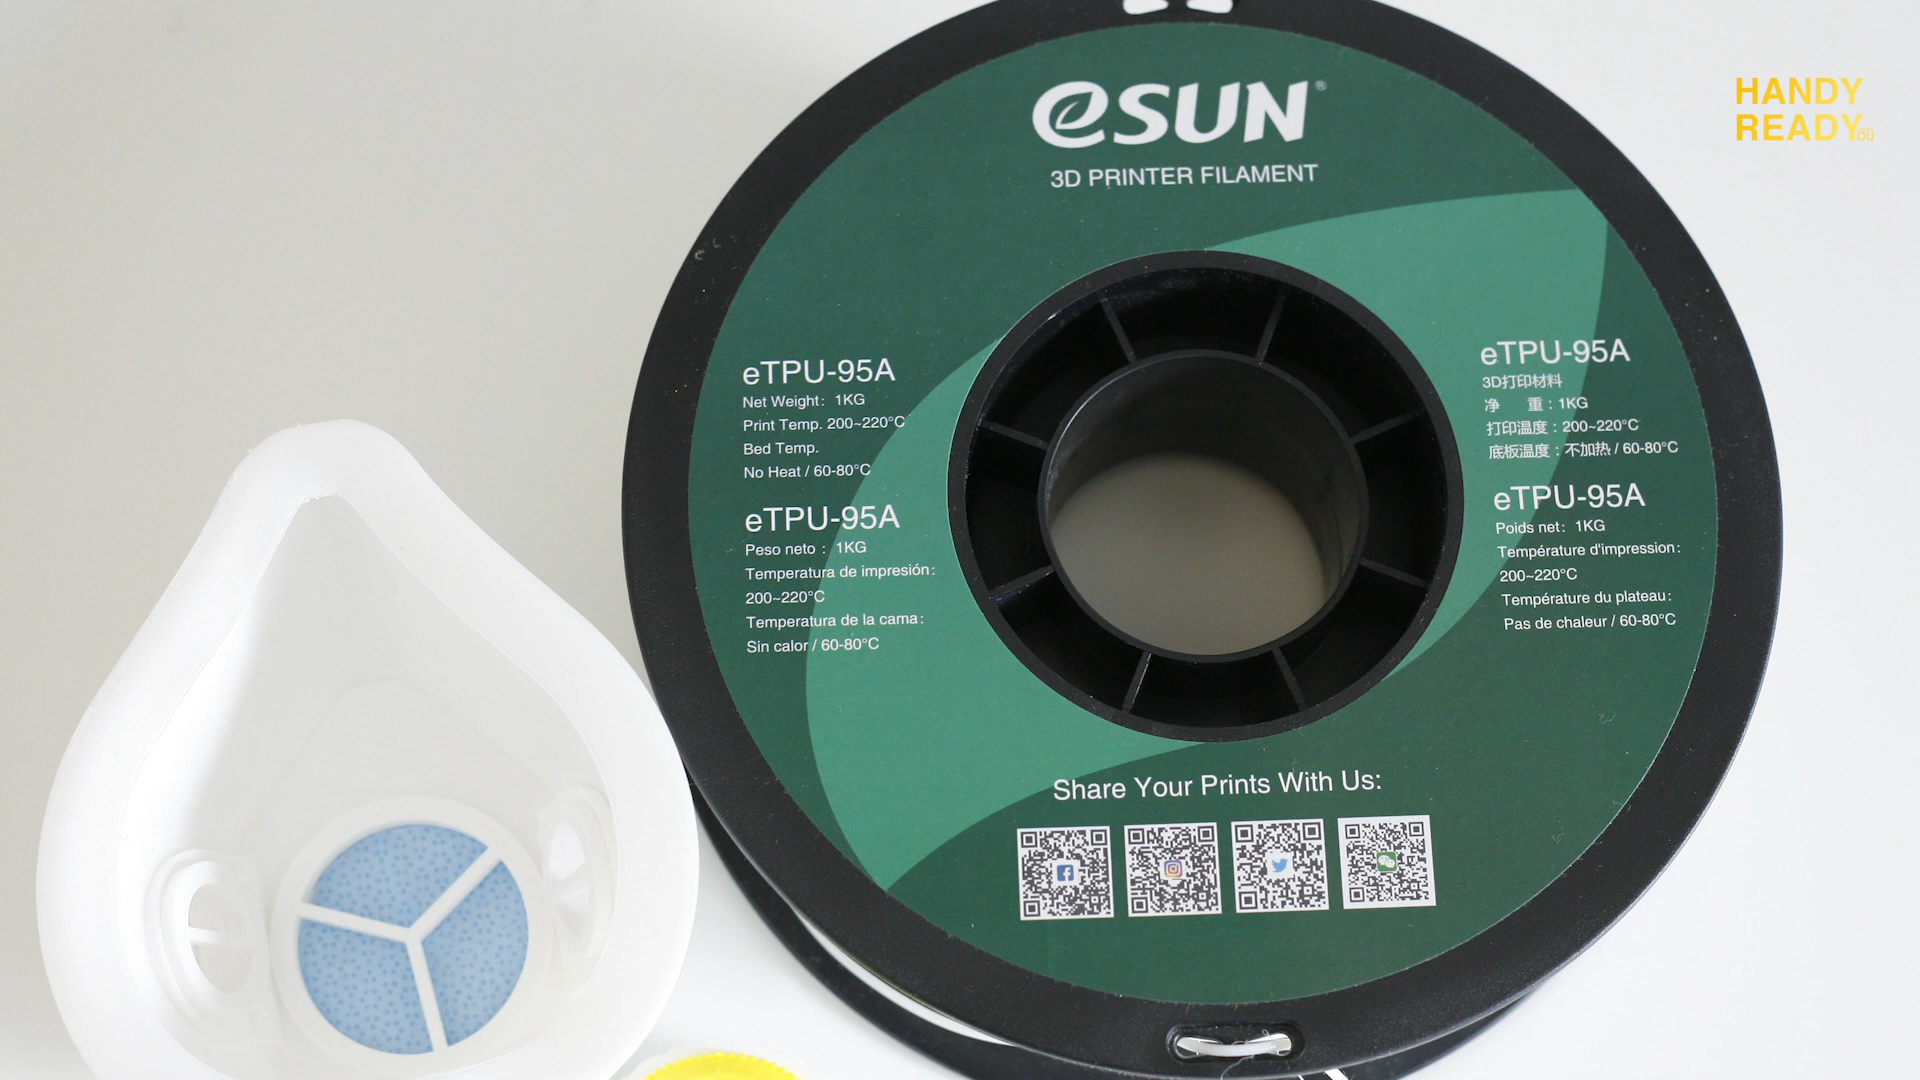 eSUN®
3D PRINTER FILAMENT
HANDY
READY
OÜ
eTPU-95A
Net Weight: 1KG
Print Temp. 200~220°C
Bed Temp.
No Heat / 60-80°C
eTPU-95A
Peso neto : 1KG
Temperatura de impresión:
200~220°C
Temperatura de la cama:
Sin calor / 60-80°C
eTPU-95A
3D打印材料
净 重：1KG
打印温度：200~220°C
底板温度：不加热 / 60-80°C
eTPU-95A
Poids net: 1KG
Température d'impression:
200~220°C
Température du plateau:
Pas de chaleur / 60-80°C
Share Your Prints With Us: